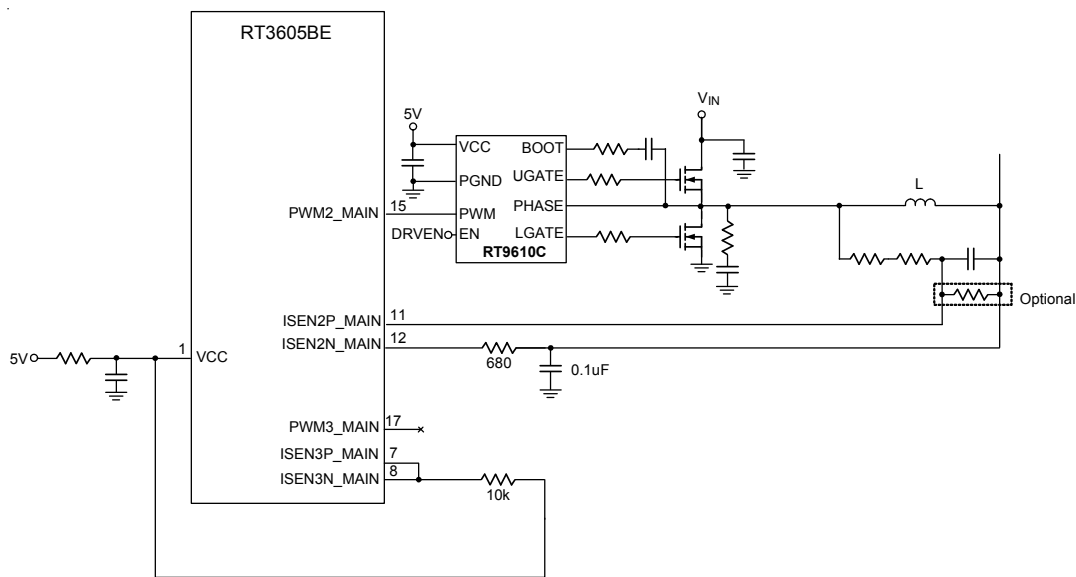 RT3605BE
VIN
5V
VCC
BOOT
PGND
UGATE
PWM2_MAIN
15
PWM
PHASE
L
DRVEN
EN
LGATE
RT9610C
Optional
ISEN2P_MAIN
11
ISEN2N_MAIN
12
5V
1
VCC
680
0.1uF
PWM3_MAIN
17
ISEN3P_MAIN
7
ISEN3N_MAIN
8
10k